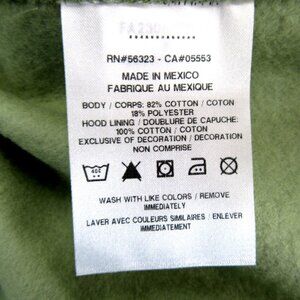 RN#56323 - CA#05553
MADE IN MEXICO
FABRIQUE AU MEXIQUE
BODY / CORPS: 82% COTTON / COTON
18% POLYESTER
HOOD LINING / DOUBLURE DE CAPUCHE:
100% COTTON / COTON
EXCLUSIVE OF DECORATION / DECORATION
NON COMPRISE
WASH WITH LIKE COLORS / REMOVE
IMMEDIATELY
LAVER AVEC COULEURS SIMILAIRES / ENLEVER
IMMEDIATEMENT